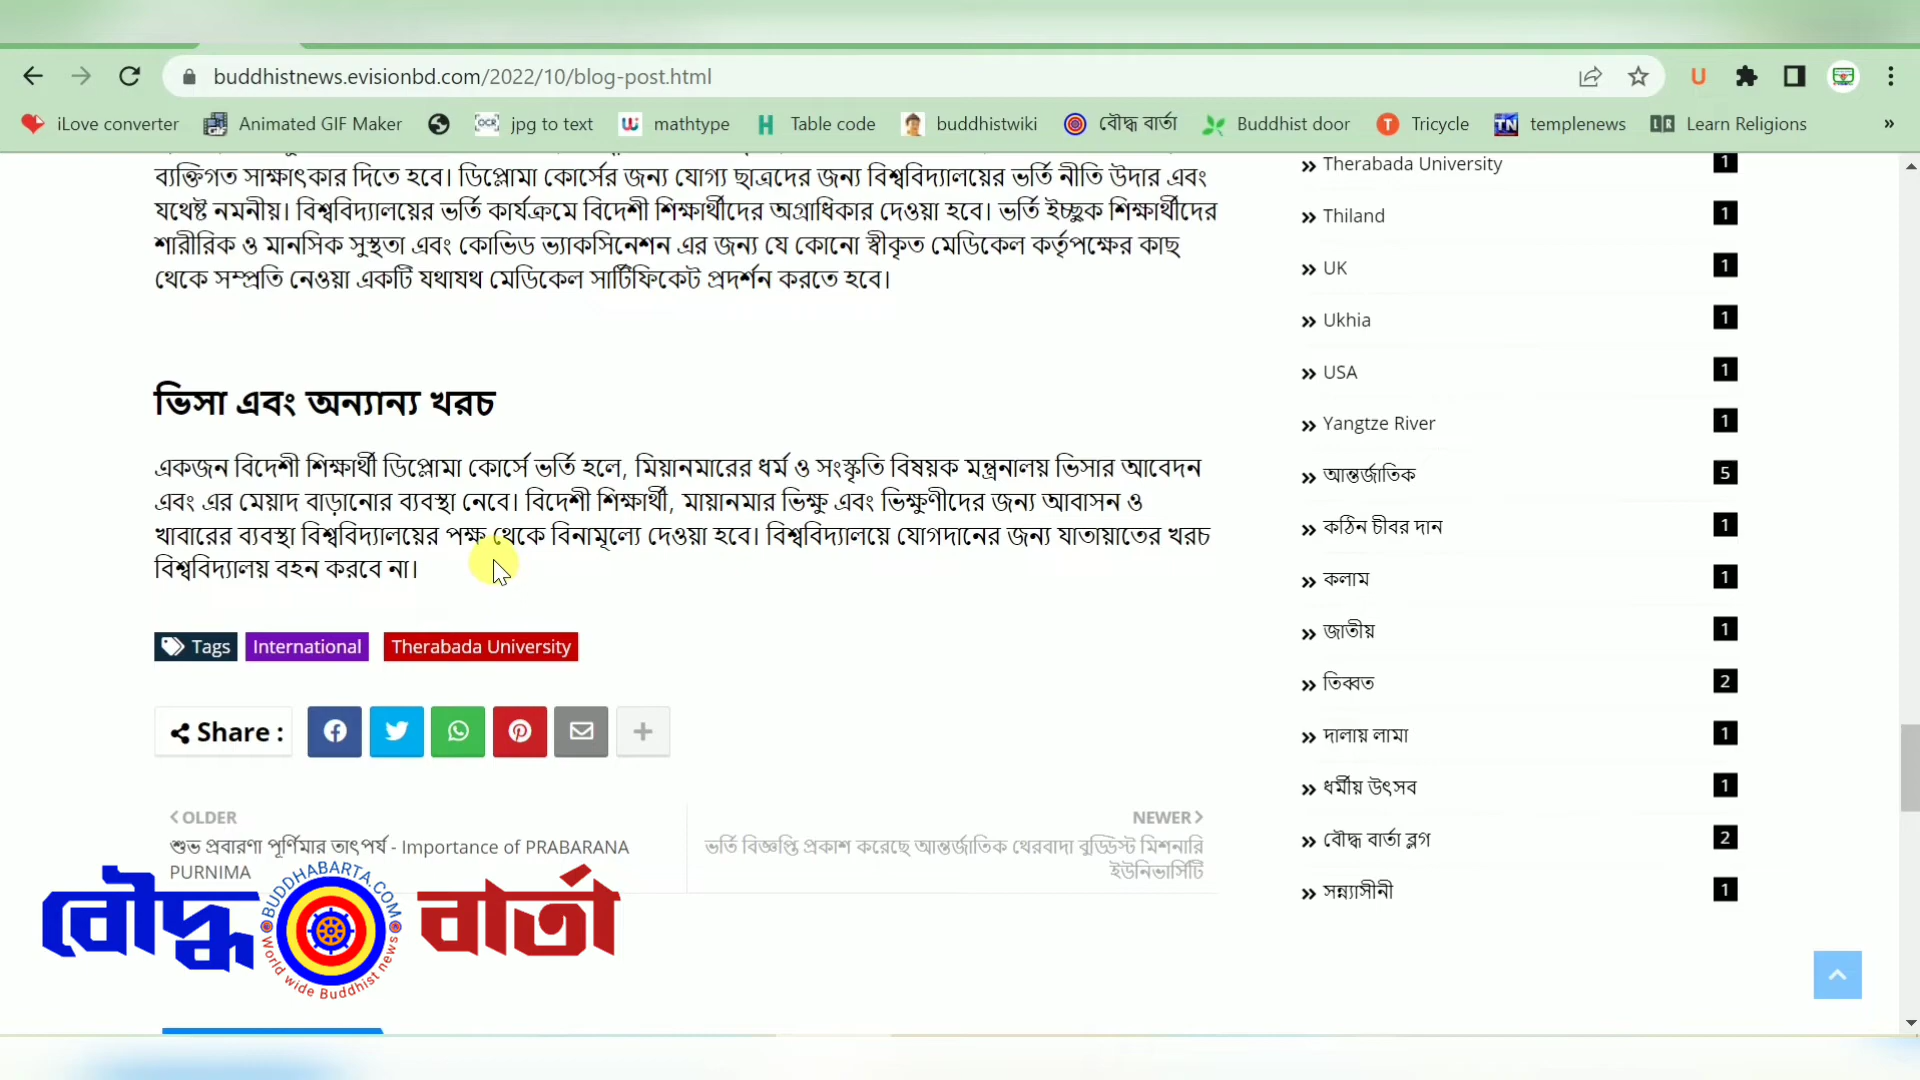 buddhistnews.evisionbd.com/2022/10/blog-post.html
U
iLove converter
Animated GIF Maker
OCR jpg to text
mathtype
H Table code
buddhistwiki
বৌদ্ধ বার্তা
Buddhist door
T Tricycle
TN templenews
LR Learn Religions
»
ব্যক্তিগত সাক্ষাৎকার দিতে হবে। ডিপ্লোমা কোর্সের জন্য যোগ্য ছাত্রদের জন্য বিশ্ববিদ্যালয়ের ভর্তি নীতি উদার এবং
যথেষ্ট নমনীয়। বিশ্ববিদ্যালয়ের ভর্তি কার্যক্রমে বিদেশী শিক্ষার্থীদের অগ্রাধিকার দেওয়া হবে। ভর্তি ইচ্ছুক শিক্ষার্থীদের
শারীরিক ও মানসিক সুস্থতা এবং কোভিড ভ্যাকসিনেশন এর জন্য যে কোনো স্বীকৃত মেডিকেল কর্তৃপক্ষের কাছ
থেকে সম্প্রতি নেওয়া একটি যথাযথ মেডিকেল সার্টিফিকেট প্রদর্শন করতে হবে।
ভিসা এবং অন্যান্য খরচ
একজন বিদেশী শিক্ষার্থী ডিপ্লোমা কোর্সে ভর্তি হলে, মিয়ানমারের ধর্ম ও সংস্কৃতি বিষয়ক মন্ত্রনালয় ভিসার আবেদন
এবং এর মেয়াদ বাড়ানোর ব্যবস্থা নেবে। বিদেশী শিক্ষার্থী, মায়ানমার ভিক্ষু এবং ভিক্ষুণীদের জন্য আবাসন ও
খাবারের ব্যবস্থা বিশ্ববিদ্যালয়ের পক্ষ থেকে বিনামূল্যে দেওয়া হবে। বিশ্ববিদ্যালয়ে যোগদানের জন্য যাতায়াতের খরচ
বিশ্ববিদ্যালয় বহন করবে না।
Tags International Therabada University
Share :
OLDER
শুভ প্রবারণা পূর্ণিমার তাৎপর্য - Importance of PRABARANA
PURNIMA
NEWER
ভর্তি বিজ্ঞপ্তি প্রকাশ করেছে আন্তর্জাতিক থেরবাদা বুড্ডিস্ট মিশনারি
ইউনিভার্সিটি
বৌদ্ধ বার্তা
BUDDHABARTA.COM
World wide Buddhist news
» Therabada University 1
» Thiland 1
» UK 1
» Ukhia 1
» USA 1
» Yangtze River 1
» আন্তর্জাতিক 5
» কঠিন চীবর দান 1
» কলাম 1
» জাতীয় 1
» তিব্বত 2
» দালায় লামা 1
» ধর্মীয় উৎসব 1
» বৌদ্ধ বার্তা ব্লগ 2
» সন্ন্যাসীনী 1